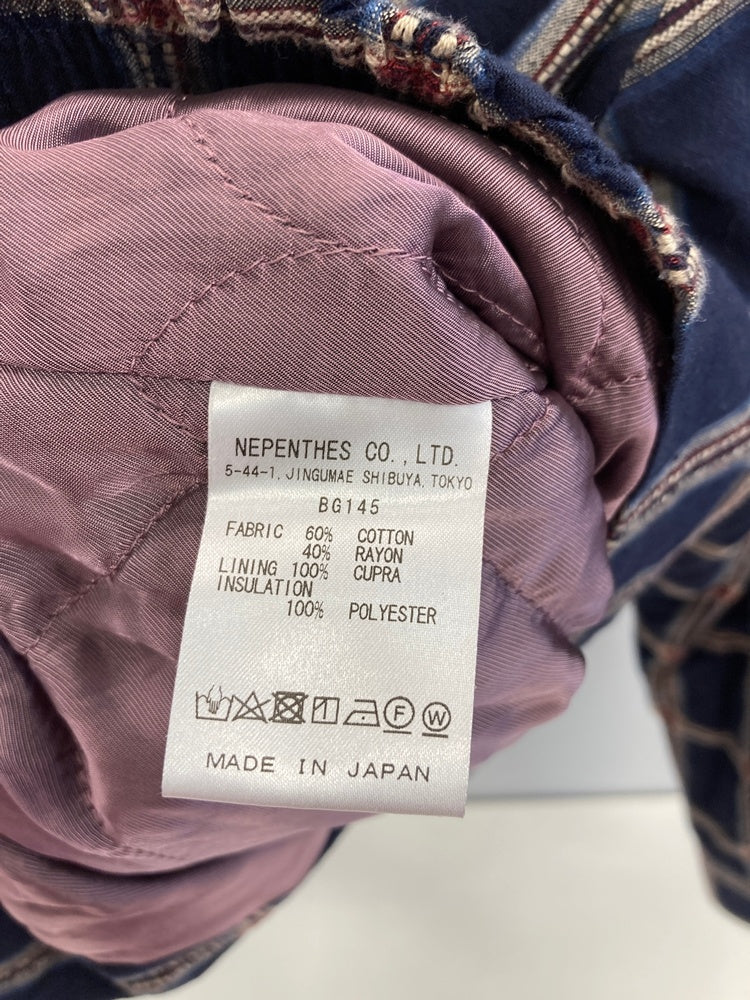 NEPENTHES CO.,LTD.
5-44-1, JINGUMAE SHIBUYA, TOKYO
BG145
FABRIC 60% COTTON
40% RAYON
LINING 100% CUPRA
INSULATION
100% POLYESTER
F W
MADE IN JAPAN